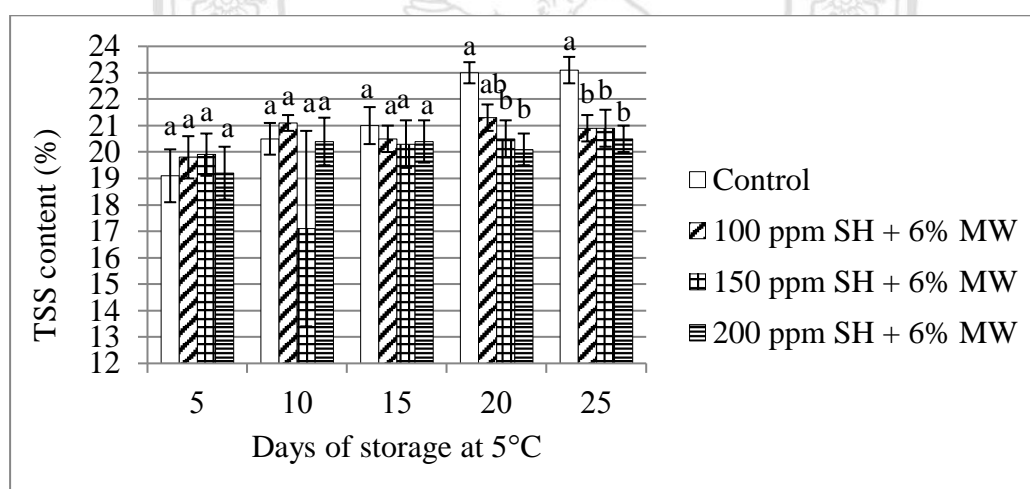 TSS content (%)
24
23
22
21
20
19
18
17
16
15
14
13
12
a a a a
a a a a
a a a a
a ab b b
a b b b
5 10 15 20 25
Days of storage at 5°C
Control
100 ppm SH + 6% MW
150 ppm SH + 6% MW
200 ppm SH + 6% MW